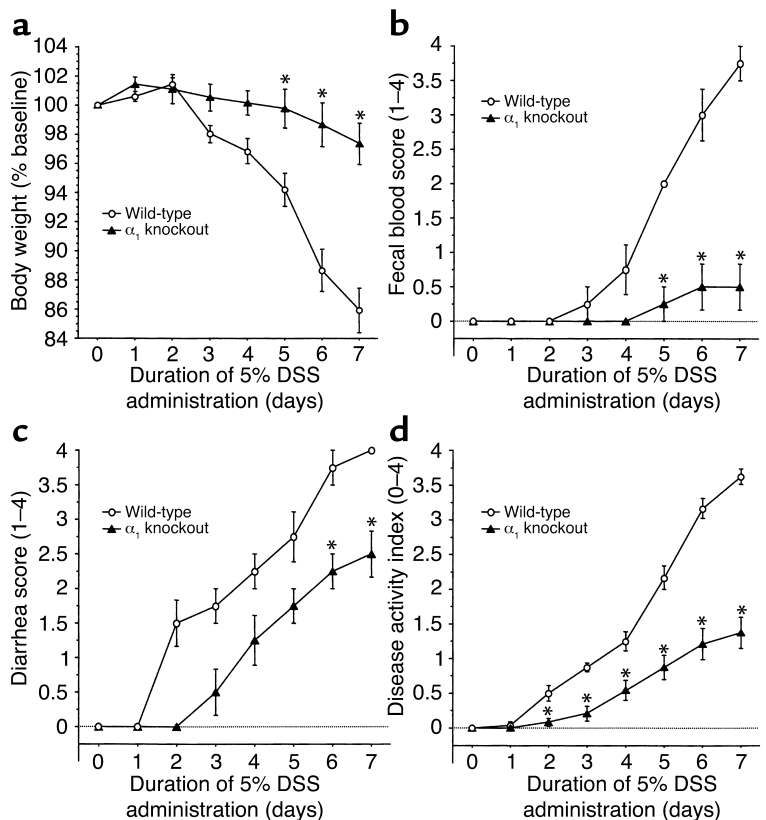 a
Body weight (% baseline)
104
102
100
98
96
94
92
90
88
86
84
* * *
Wild-type
α₁ knockout
0 1 2 3 4 5 6 7
Duration of 5% DSS
administration (days)
b
Fecal blood score (1–4)
4
3.5
3
2.5
2
1.5
1
0.5
0
Wild-type
α₁ knockout
* * *
0 1 2 3 4 5 6 7
Duration of 5% DSS
administration (days)
c
Diarrhea score (1–4)
4
3.5
3
2.5
2
1.5
1
0.5
0
Wild-type
α₁ knockout
* *
0 1 2 3 4 5 6 7
Duration of 5% DSS
administration (days)
d
Disease activity index (0–4)
4
3.5
3
2.5
2
1.5
1
0.5
0
Wild-type
α₁ knockout
* * * * * *
0 1 2 3 4 5 6 7
Duration of 5% DSS
administration (days)